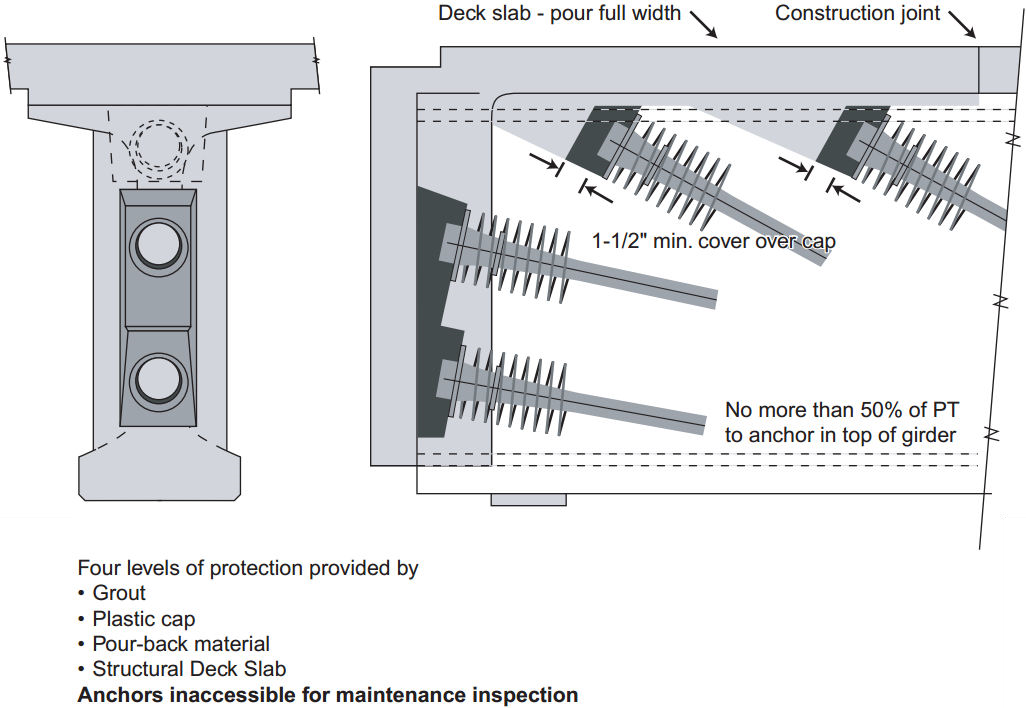 Deck slab - pour full width
Construction joint
1-1/2" min. cover over cap
No more than 50% of PT
to anchor in top of girder
Four levels of protection provided by
• Grout
• Plastic cap
• Pour-back material
• Structural Deck Slab
Anchors inaccessible for maintenance inspection